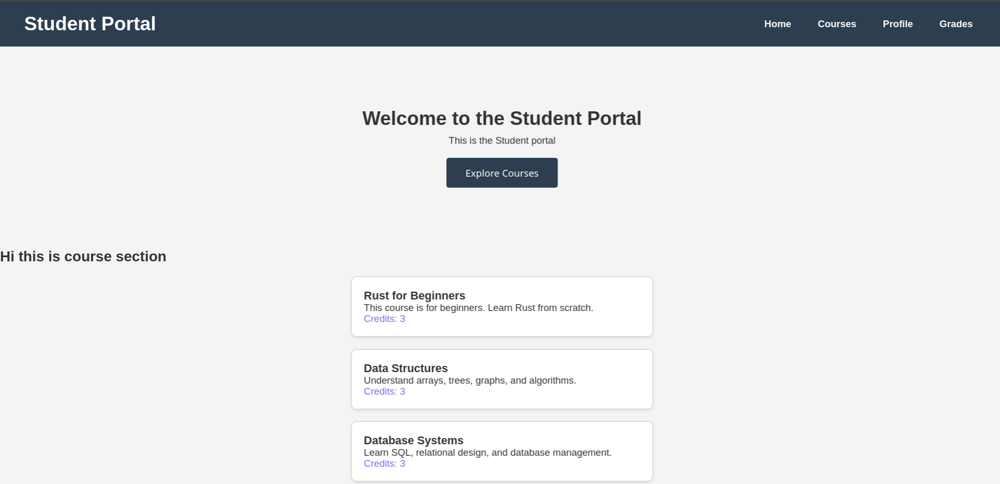 Student Portal
Home Courses Profile Grades
Welcome to the Student Portal
This is the Student portal
Explore Courses
Hi this is course section
Rust for Beginners
This course is for beginners. Learn Rust from scratch.
Credits: 3
Data Structures
Understand arrays, trees, graphs, and algorithms.
Credits: 3
Database Systems
Learn SQL, relational design, and database management.
Credits: 3